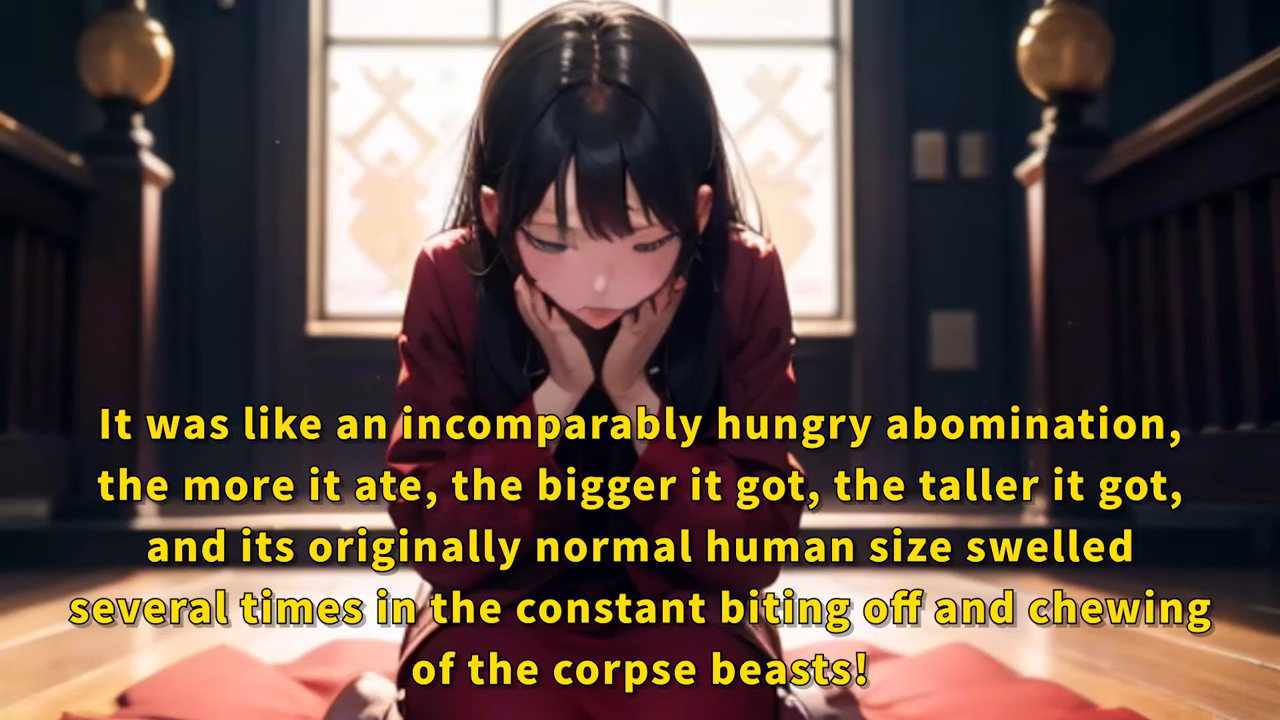 It was like an incomparably hungry abomination,
the more it ate, the bigger it got, the taller it got,
and its originally normal human size swelled
several times in the constant biting off and chewing
of the corpse beasts!